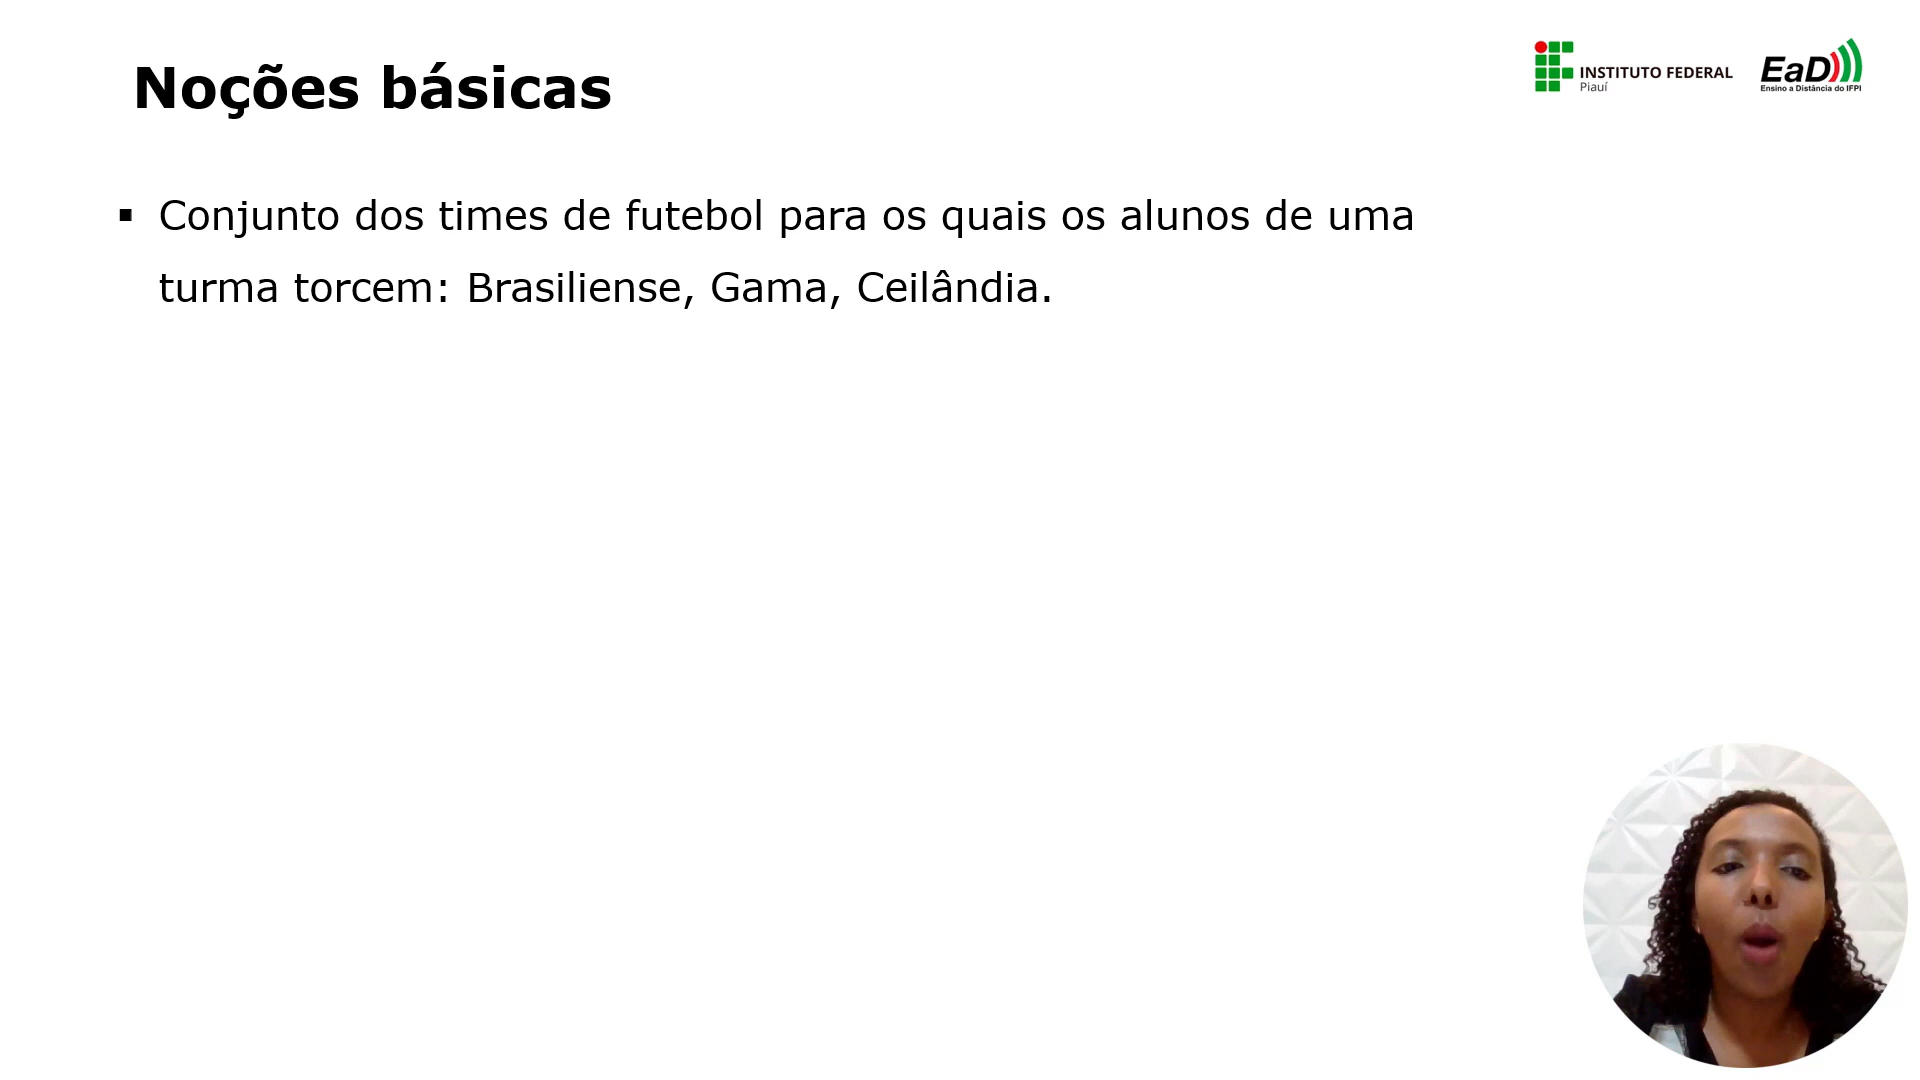 Noções básicas
INSTITUTO FEDERAL
Piauí
EaD
Ensino a Distância do IFPI
▪ Conjunto dos times de futebol para os quais os alunos de uma
turma torcem: Brasiliense, Gama, Ceilândia.